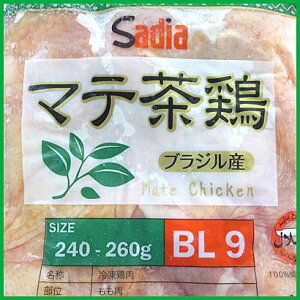 Sadia
マテ茶鶏
ブラジル産
Mate Chicken
SIZE
240 - 260g BL 9
名称 冷凍鶏肉
部位 もも肉
100%